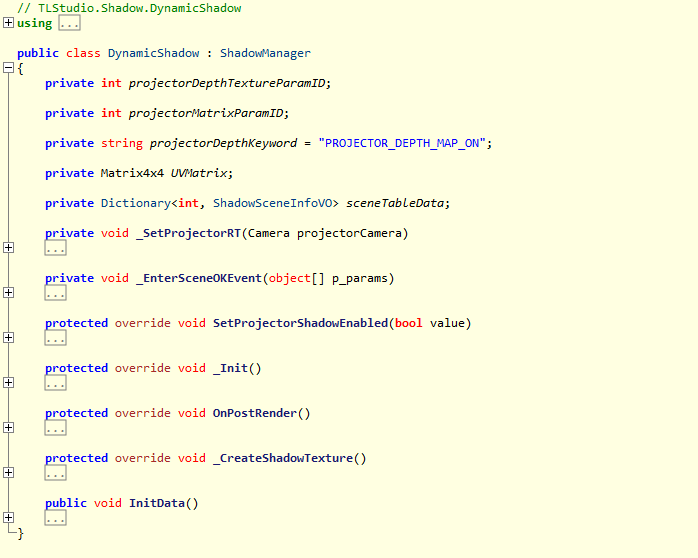 // TLStudio.Shadow.DynamicShadow
using ...
public class DynamicShadow : ShadowManager
{
private int projectorDepthTextureParamID;
private int projectorMatrixParamID;
private string projectorDepthKeyword = "PROJECTOR_DEPTH_MAP_ON";
private Matrix4x4 UVMatrix;
private Dictionary<int, ShadowSceneInfoVO> sceneTableData;
private void _SetProjectorRT(Camera projectorCamera)
...
private void _EnterSceneOKEvent(object[] p_params)
...
protected override void SetProjectorShadowEnabled(bool value)
...
protected override void _Init()
...
protected override void OnPostRender()
...
protected override void _CreateShadowTexture()
...
public void InitData()
...
}